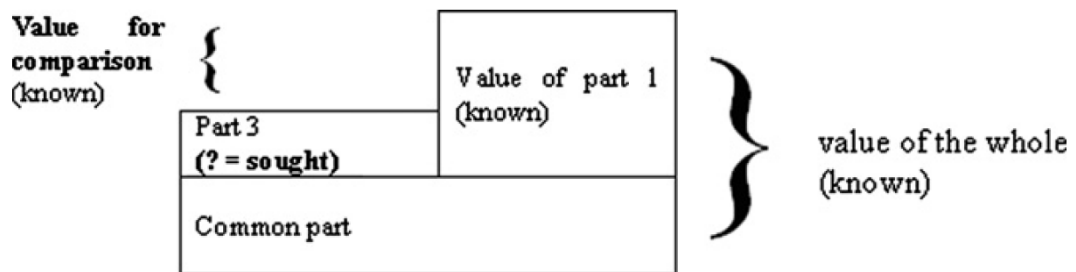 Value for
comparison
(known)
Value of part 1
(known)
Part 3
(? = sought)
value of the whole
(known)
Common part